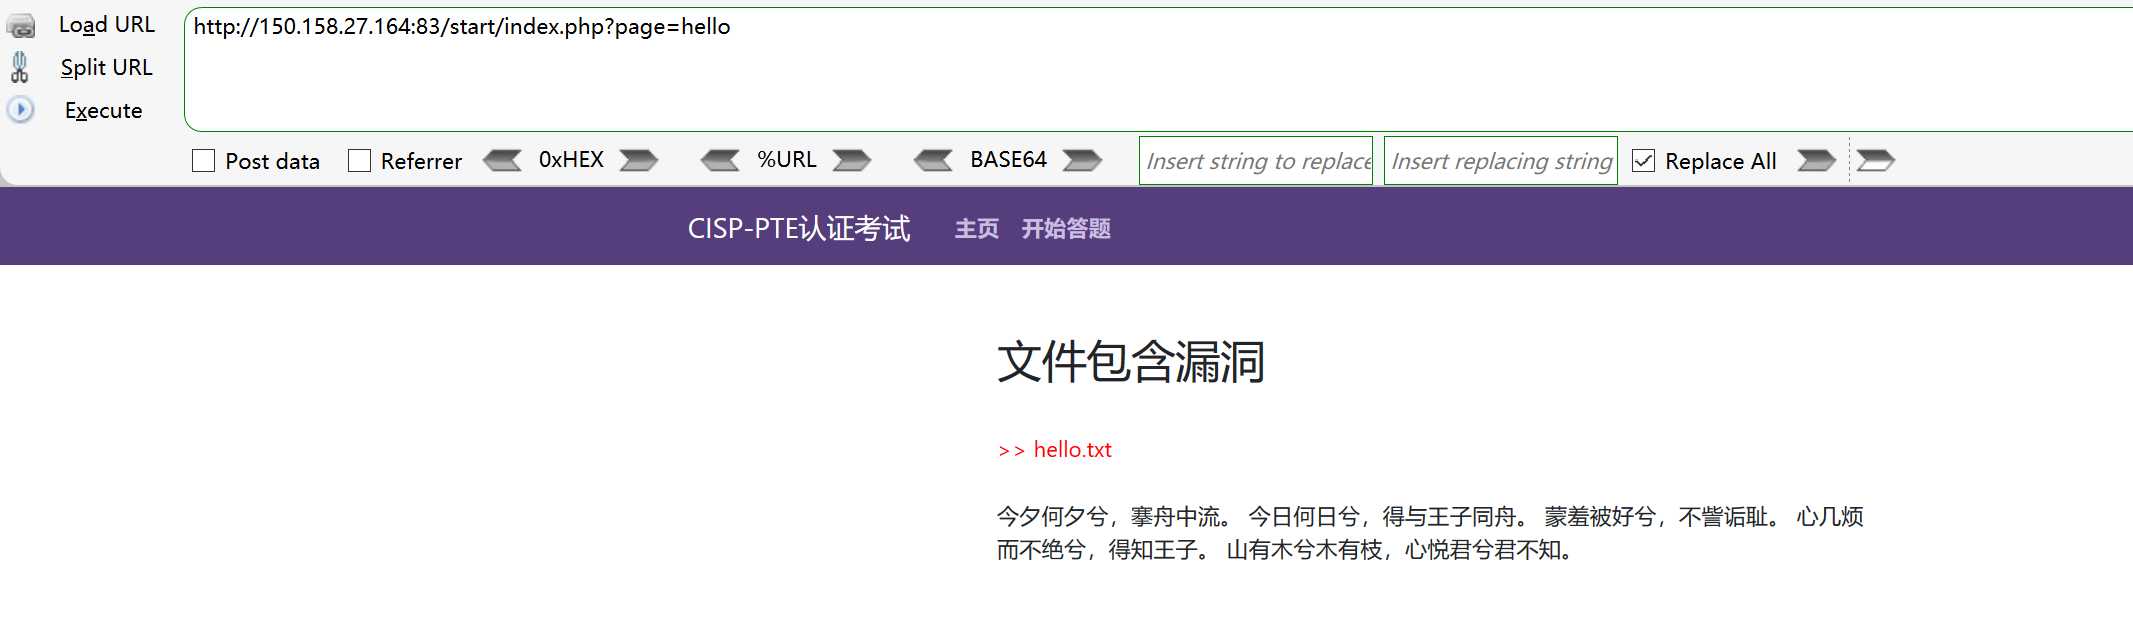 Load URL
http://150.158.27.164:83/start/index.php?page=hello
Split URL
Execute
Post data Referrer 0xHEX %URL BASE64 Insert string to replace Insert replacing string Replace All
CISP-PTE认证考试 主页 开始答题
文件包含漏洞
>> hello.txt
今夕何夕兮，搴舟中流。 今日何日兮，得与王子同舟。 蒙羞被好兮，不訾诟耻。 心几烦
而不绝兮，得知王子。 山有木兮木有枝，心悦君兮君不知。